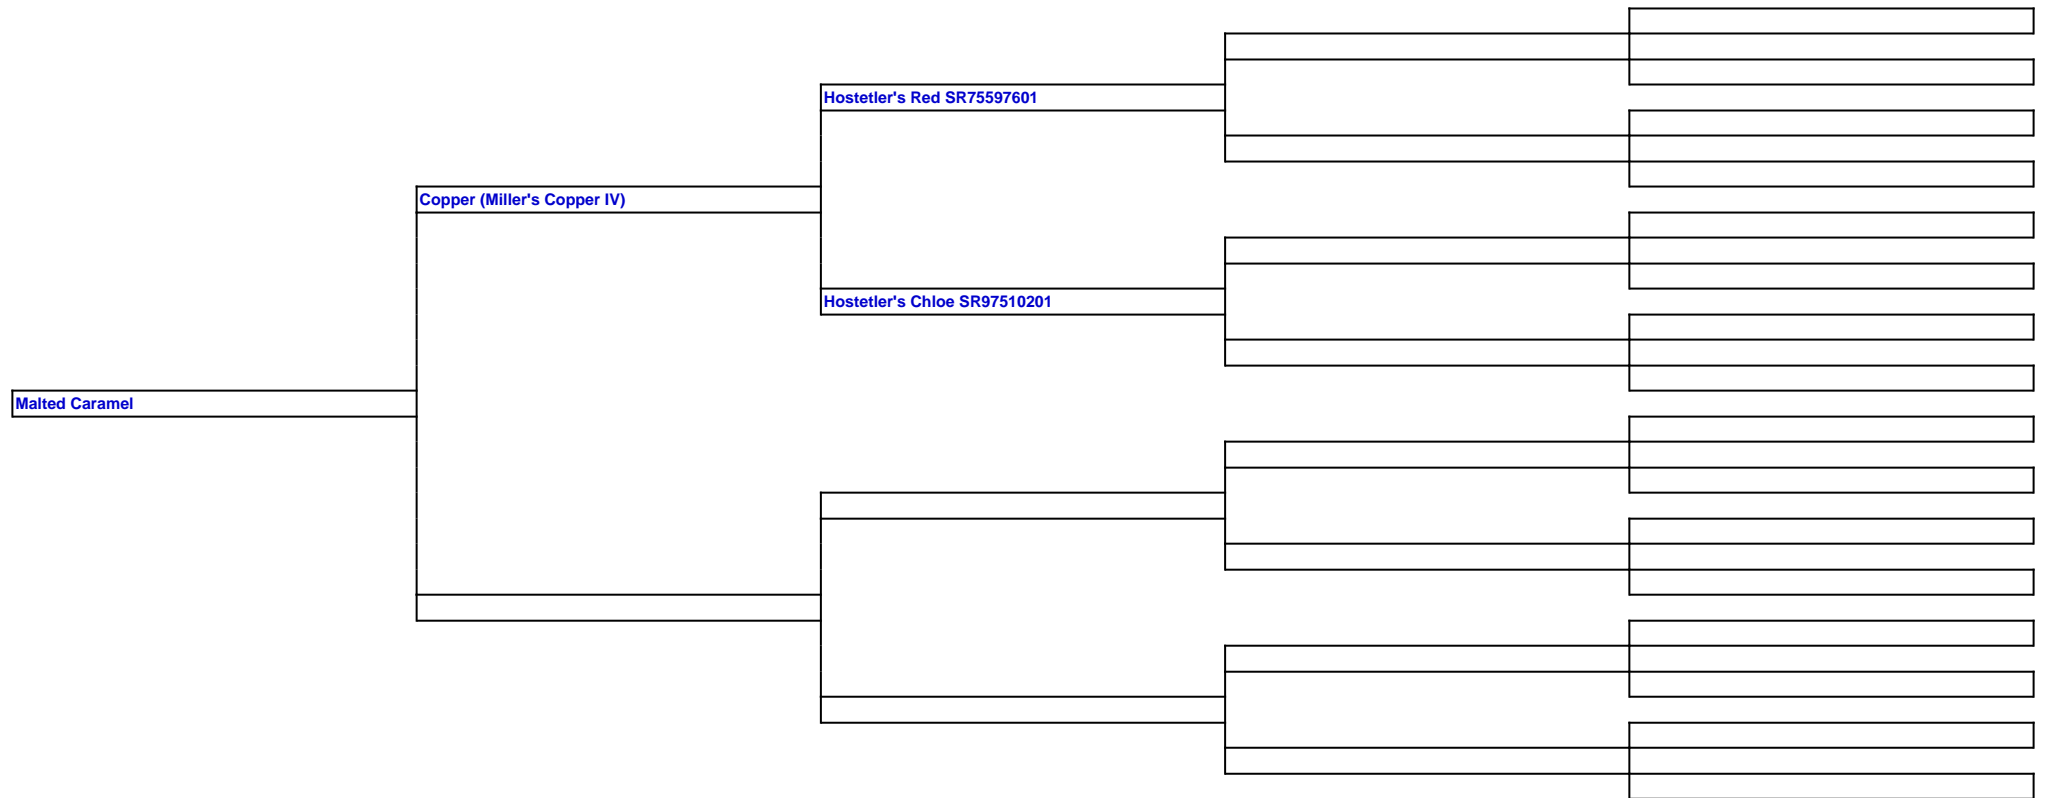 Hostetler's Red SR75597601
Copper (Miller's Copper IV)
Hostetler's Chloe SR97510201
Malted Caramel